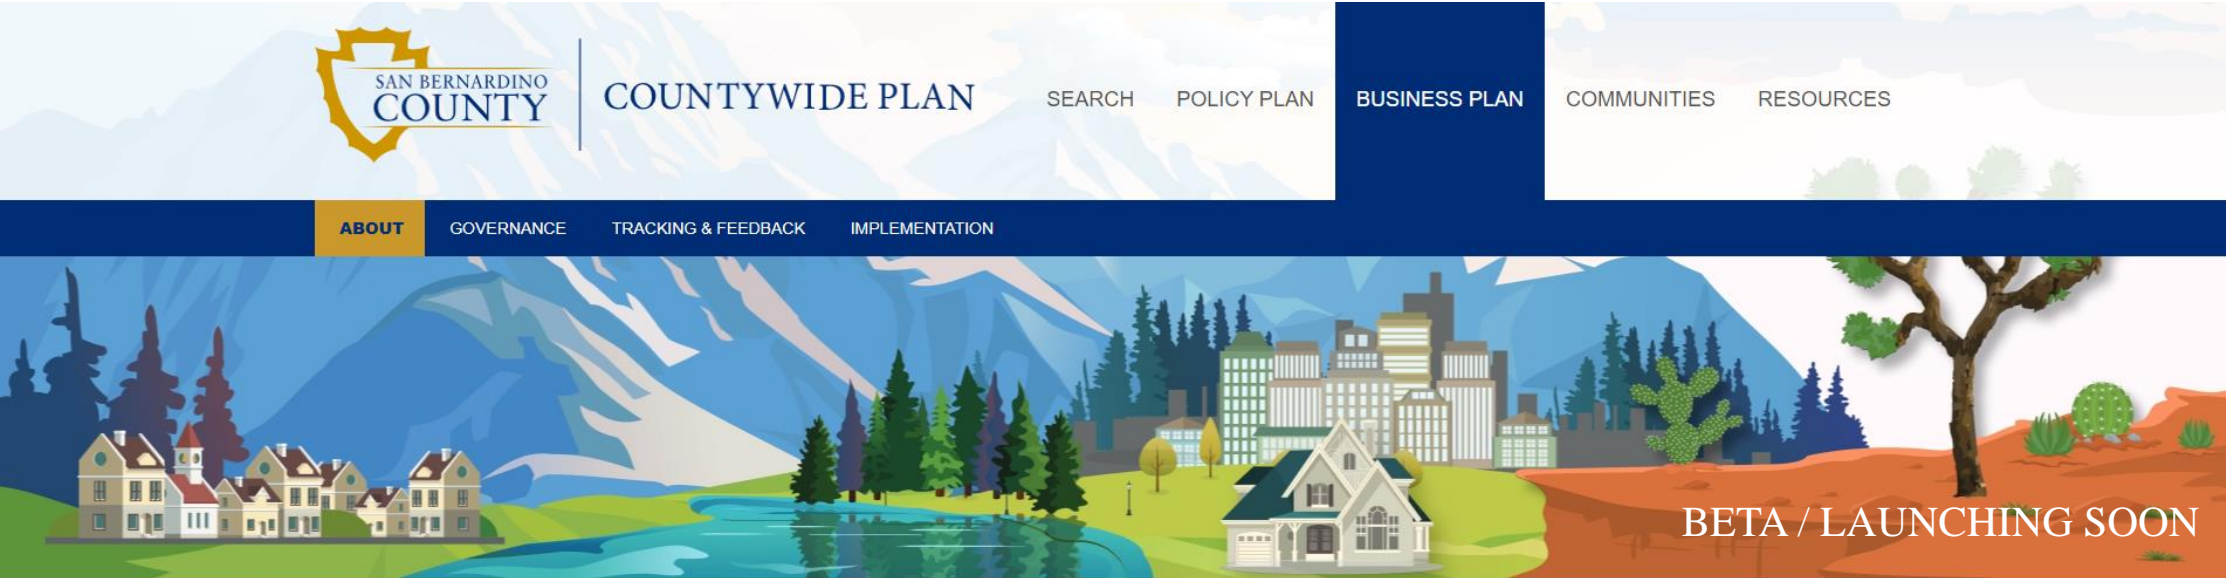 SAN BERNARDINO
COUNTY
COUNTYWIDE PLAN
SEARCH
POLICY PLAN
BUSINESS PLAN
COMMUNITIES
RESOURCES
ABOUT
GOVERNANCE
TRACKING & FEEDBACK
IMPLEMENTATION
BETA / LAUNCHING SOON